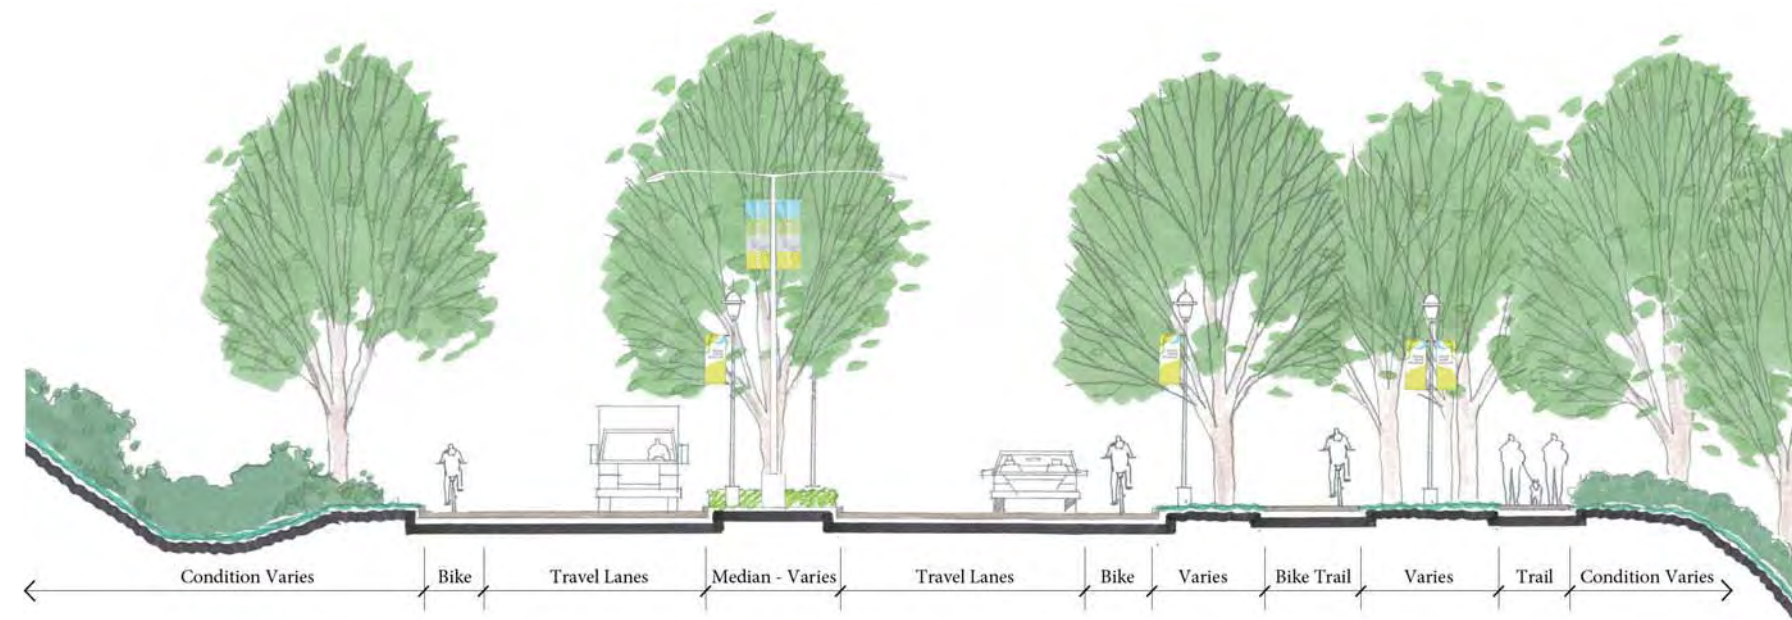 Condition Varies
Bike
Travel Lanes
Median - Varies
Travel Lanes
Bike
Varies
Bike Trail
Varies
Trail
Condition Varies